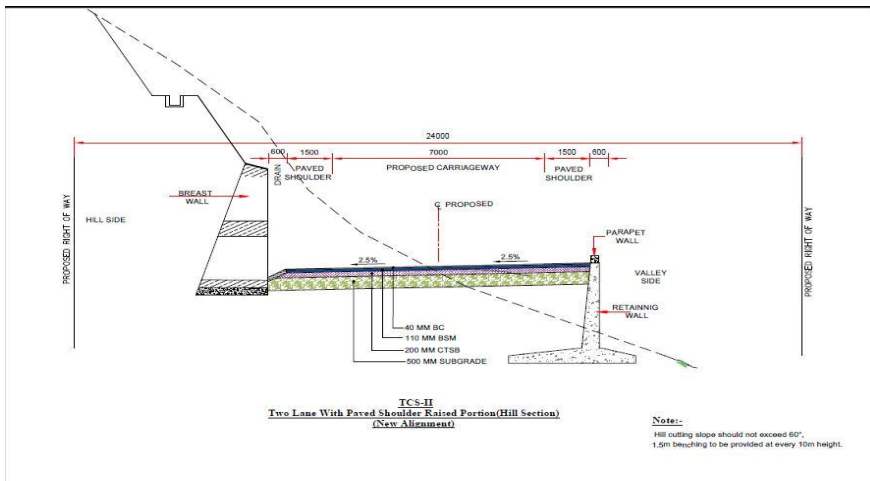 24000
600
1500
7000
1500
600
DRAIN
PAVED
SHOULDER
PROPOSED CARRIAGEWAY
PAVED
SHOULDER
BREAST
WALL
HILL SIDE
PROPOSED RIGHT OF WAY
℄ PROPOSED
PARAPET
WALL
2.5%
2.5%
VALLEY
SIDE
PROPOSED RIGHT OF WAY
RETAINNIG
WALL
40 MM BC
110 MM BSM
200 MM CTSB
500 MM SUBGRADE
TCS-II
Two Lane With Paved Shoulder Raised Portion(Hill Section)
(New Alignment)
Note:-
Hill cutting slope should not exceed 60°,
1.5m benching to be provided at every 10m height.